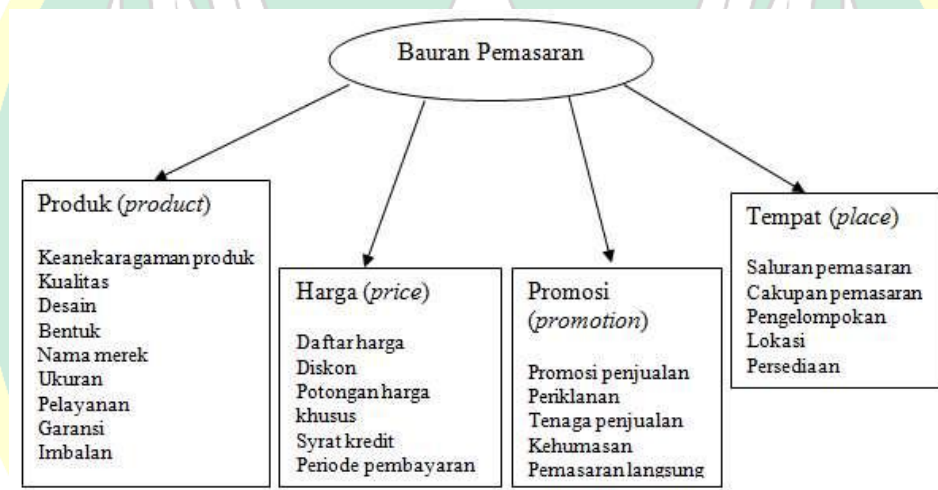 Bauran Pemasaran
Produk (product)
Keanekaragaman produk
Kualitas
Desain
Bentuk
Nama merek
Ukuran
Pelayanan
Garansi
Imbalan
Harga (price)
Daftar harga
Diskon
Potongan harga
khusus
Syrat kredit
Periode pembayaran
Promosi
(promotion)
Promosi penjualan
Periklanan
Tenaga penjualan
Kehumasan
Pemasaran langsung
Tempat (place)
Saluran pemasaran
Cakupan pemasaran
Pengelompokan
Lokasi
Persediaan